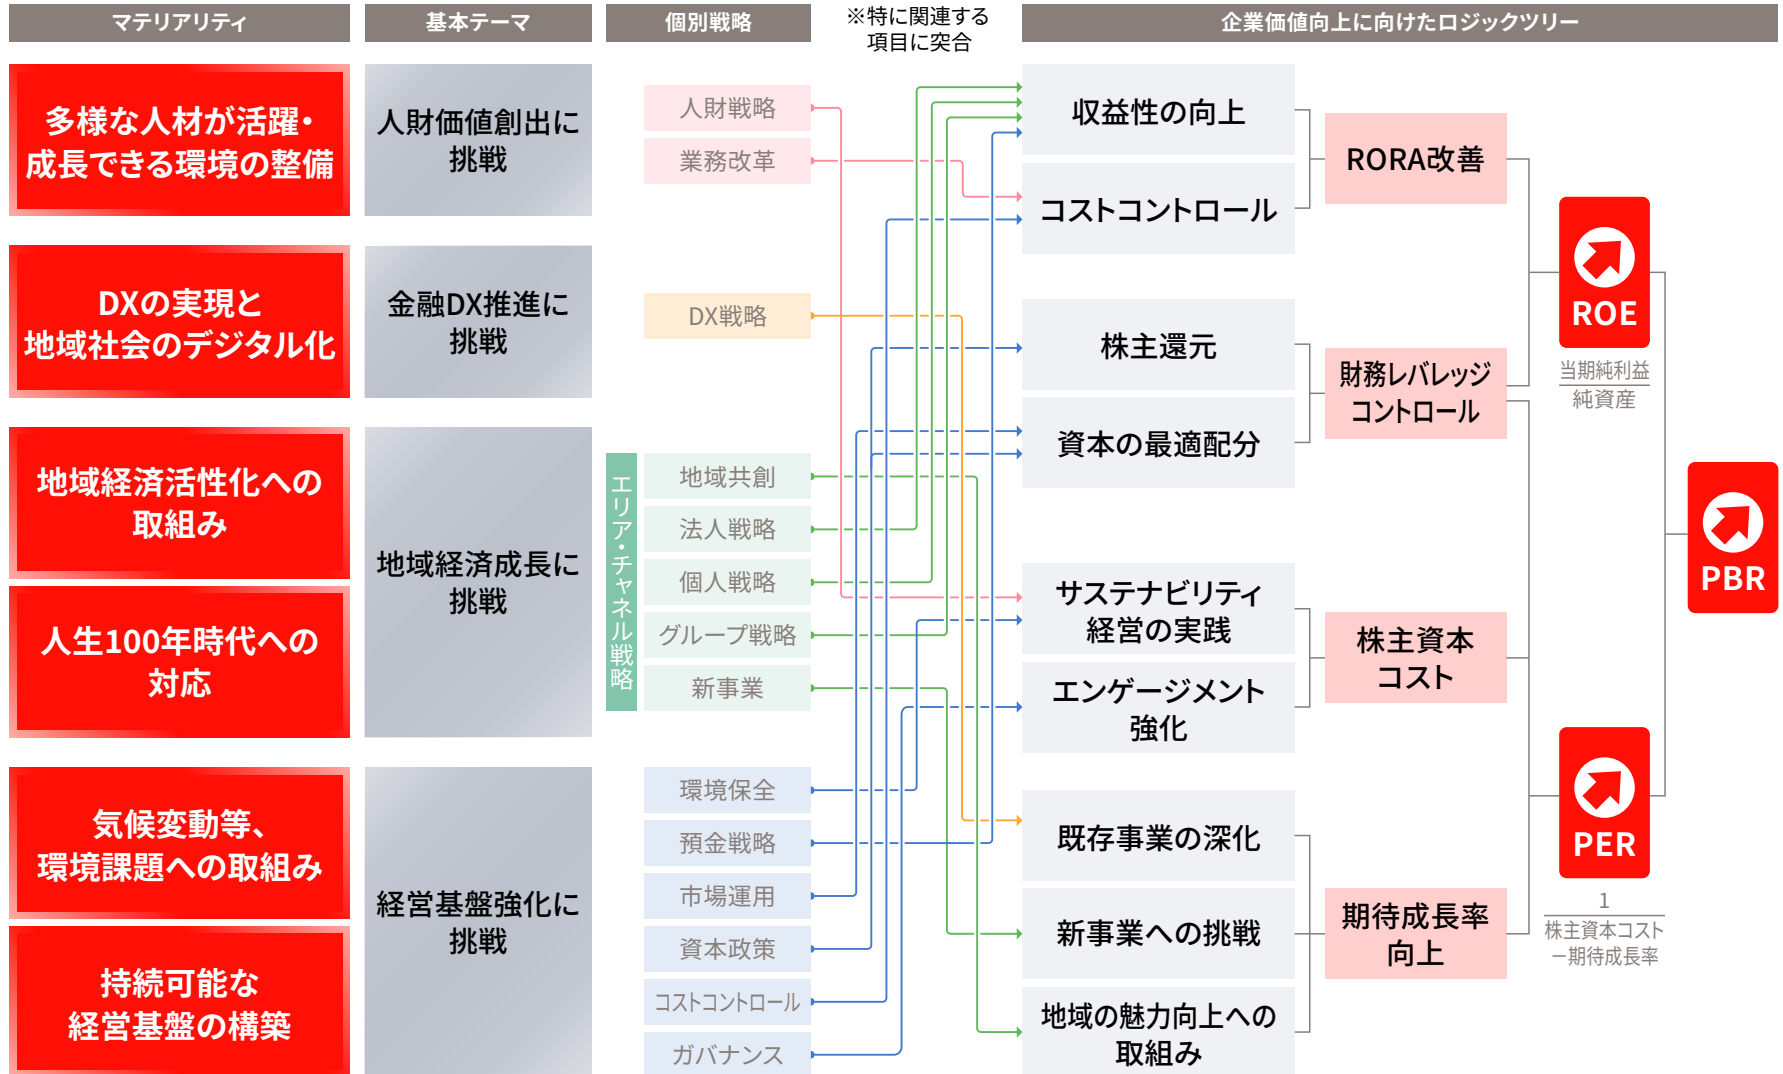 マテリアリティ
基本テーマ
個別戦略
※特に関連する
項目に突合
企業価値向上に向けたロジックツリー
多様な人材が活躍・
成長できる環境の整備
DXの実現と
地域社会のデジタル化
地域経済活性化への
取組み
人生100年時代への
対応
気候変動等、
環境課題への取組み
持続可能な
経営基盤の構築
人財価値創出に
挑戦
金融DX推進に
挑戦
地域経済成長に
挑戦
経営基盤強化に
挑戦
人財戦略
業務改革
DX戦略
エリア・チャネル戦略
地域共創
法人戦略
個人戦略
グループ戦略
新事業
環境保全
預金戦略
市場運用
資本政策
コストコントロール
ガバナンス
収益性の向上
コストコントロール
株主還元
資本の最適配分
サステナビリティ
経営の実践
エンゲージメント
強化
既存事業の深化
新事業への挑戦
地域の魅力向上への
取組み
RORA改善
財務レバレッジ
コントロール
株主資本
コスト
期待成長率
向上
ROE
当期純利益
純資産
PER
1
株主資本コスト
－期待成長率
PBR